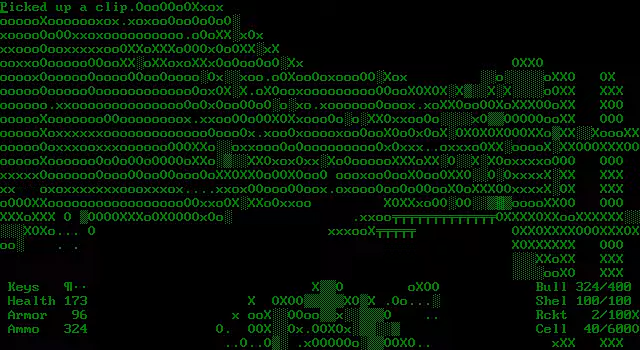 Picked up a clip.
Keys
Health 173
Armor 96
Ammo 324
Bull 324/400
Shel 100/100
Rckt 2/100
Cell 40/600